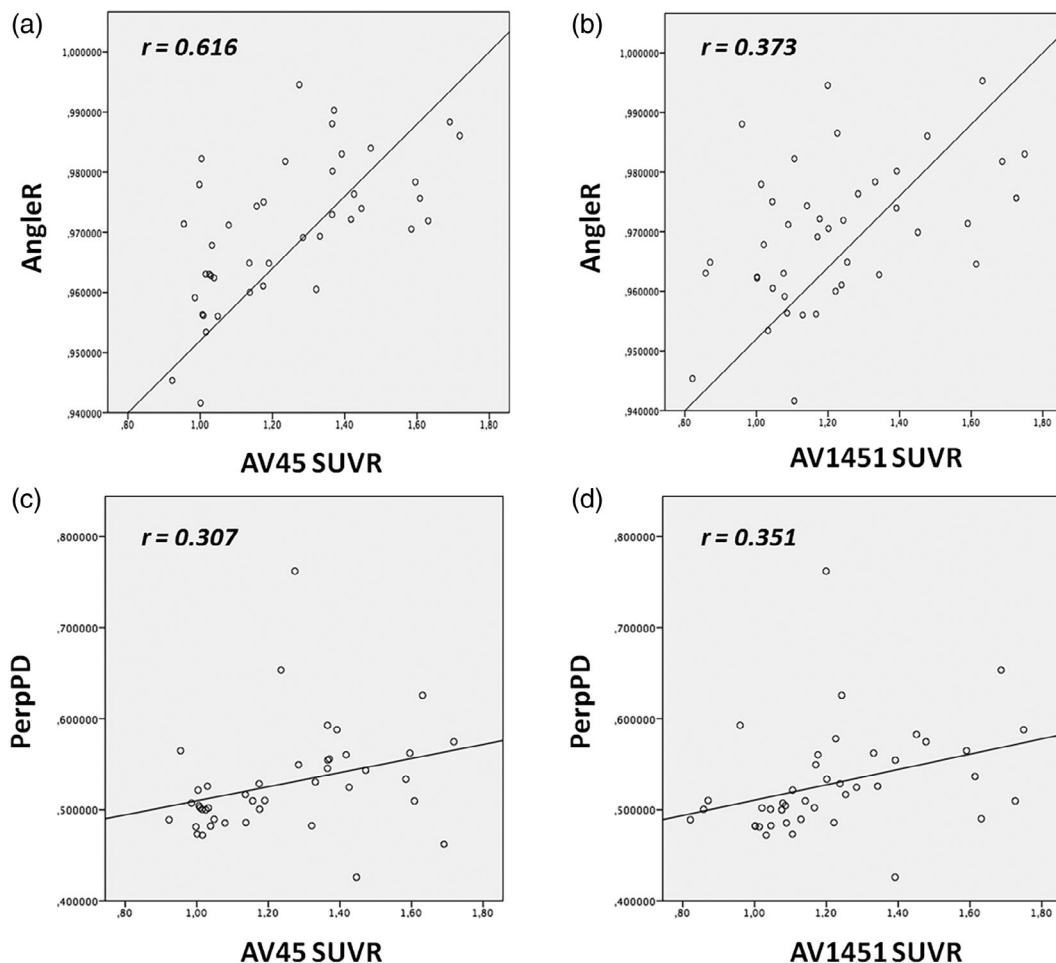 (a)
r = 0.616
1,000000
,990000
,980000
,970000
,960000
,950000
,940000
AngleR
,80 1,00 1,20 1,40 1,60 1,80
AV45 SUVR
(b)
r = 0.373
1,000000
,990000
,980000
,970000
,960000
,950000
,940000
AngleR
,80 1,00 1,20 1,40 1,60 1,80
AV1451 SUVR
(c)
r = 0.307
,800000
,700000
,600000
,500000
,400000
PerpPD
,80 1,00 1,20 1,40 1,60 1,80
AV45 SUVR
(d)
r = 0.351
,800000
,700000
,600000
,500000
,400000
PerpPD
,80 1,00 1,20 1,40 1,60 1,80
AV1451 SUVR